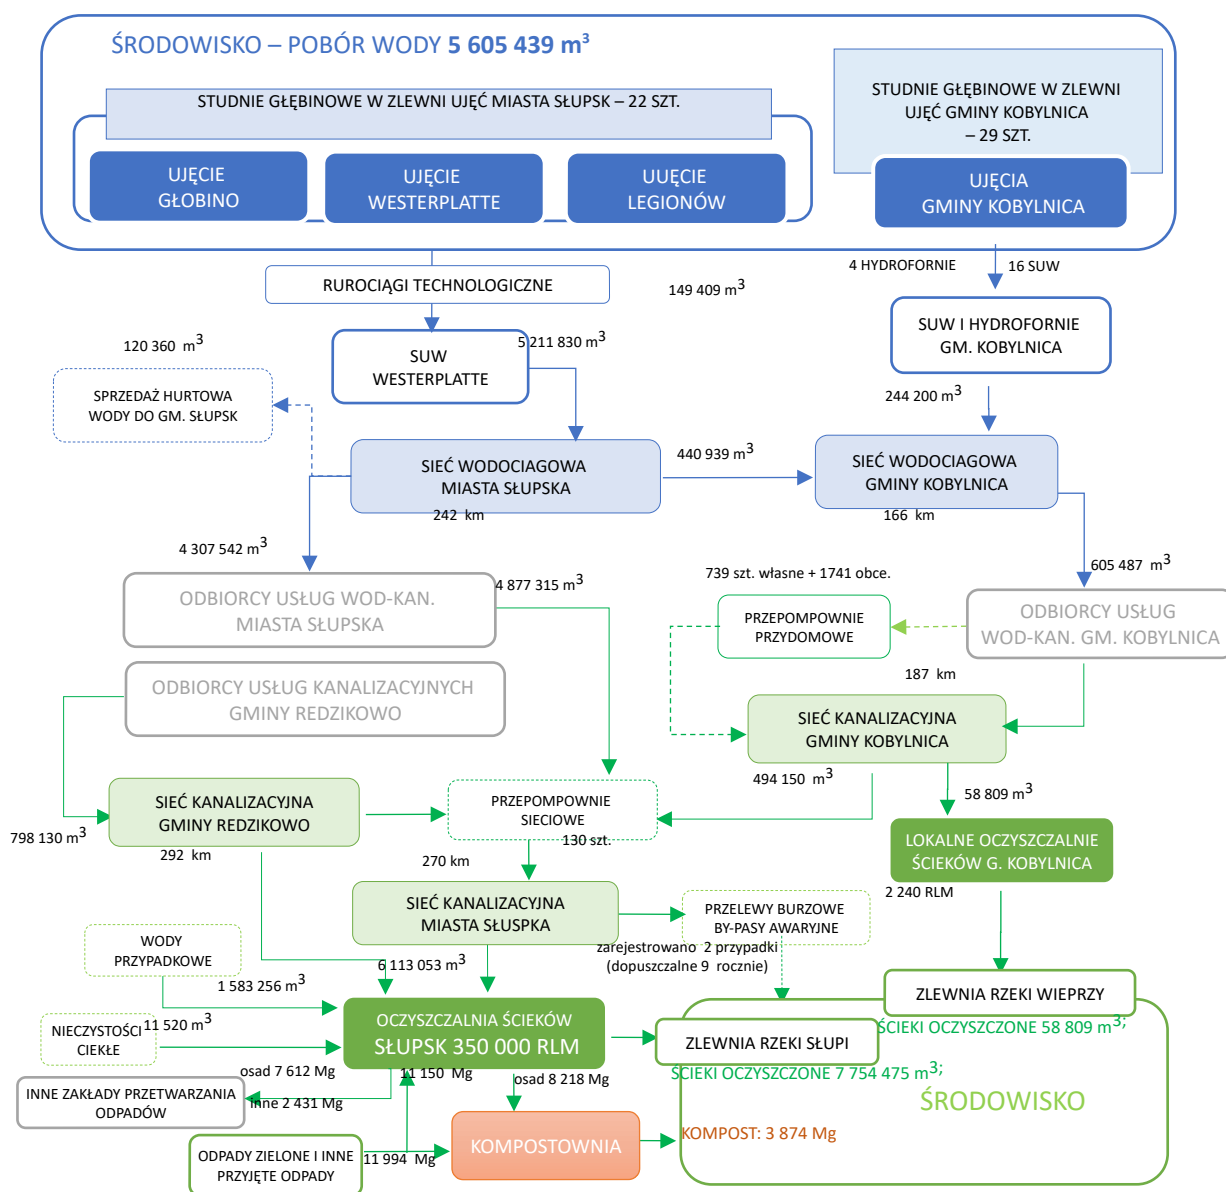 ŚRODOWISKO – POBÓR WODY 5 605 439 m³
STUDNIE GŁĘBINOWE W ZLEWNI UJĘĆ MIASTA SŁUPSK – 22 SZT.
STUDNIE GŁĘBINOWE W ZLEWNI
UJĘĆ GMINY KOBYLNICA
– 29 SZT.
UJĘCIE
GŁOBINO
UJĘCIE
WESTERPLATTE
UUĘCIE
LEGIONÓW
UJĘCIA
GMINY KOBYLNICA
4 HYDROFORNIE
16 SUW
RUROCIĄGI TECHNOLOGICZNE
149 409 m³
SUW I HYDROFORNIE
GM. KOBYLNICA
120 360 m³
5 211 830 m³
SUW
WESTERPLATTE
SPRZEDAŻ HURTOWA
WODY DO GM. SŁUPSK
244 200 m³
SIEĆ WODOCIAGOWA
MIASTA SŁUPSKA
440 939 m³
SIEĆ WODOCIAGOWA
GMINY KOBYLNICA
242 km
166 km
4 307 542 m³
4 877 315 m³
739 szt. własne + 1741 obce.
605 487 m³
ODBIORCY USŁUG WOD-KAN.
MIASTA SŁUPSKA
PRZEPOMPOWNIE
PRZYDOMOWE
ODBIORCY USŁUG
WOD-KAN. GM. KOBYLNICA
ODBIORCY USŁUG KANALIZACYJNYCH
GMINY REDZIKOWO
187 km
SIEĆ KANALIZACYJNA
GMINY KOBYLNICA
494 150 m³
58 809 m³
SIEĆ KANALIZACYJNA
GMINY REDZIKOWO
PRZEPOMPOWNIE
SIECIOWE
130 szt.
798 130 m³
292 km
270 km
LOKALNE OCZYSZCZALNIE
ŚCIEKÓW G. KOBYLNICA
2 240 RLM
SIEĆ KANALIZACYJNA
MIASTA SŁUSPKA
PRZELEWY BURZOWE
BY-PASY AWARYJNE
zarejestrowano 2 przypadki
(dopuszczalne 9 rocznie)
WODY
PRZYPADKOWE
6 113 053 m³
1 583 256 m³
ZLEWNIA RZEKI WIEPRZY
11 520 m³
NIECZYSTOŚCI
CIEKŁE
OCZYSZCZALNIA ŚCIEKÓW
SŁUPSK 350 000 RLM
ZLEWNIA RZEKI SŁUPI
ŚCIEKI OCZYSZCZONE 58 809 m³;
ŚCIEKI OCZYSZCZONE 7 754 475 m³;
osad 7 612 Mg
11 150 Mg
osad 8 218 Mg
INNE ZAKŁADY PRZETWARZANIA
ODPADÓW
inne 2 431 Mg
ŚRODOWISKO
KOMPOSTOWNIA
KOMPOST: 3 874 Mg
ODPADY ZIELONE I INNE
PRZYJĘTE ODPADY
11 994 Mg